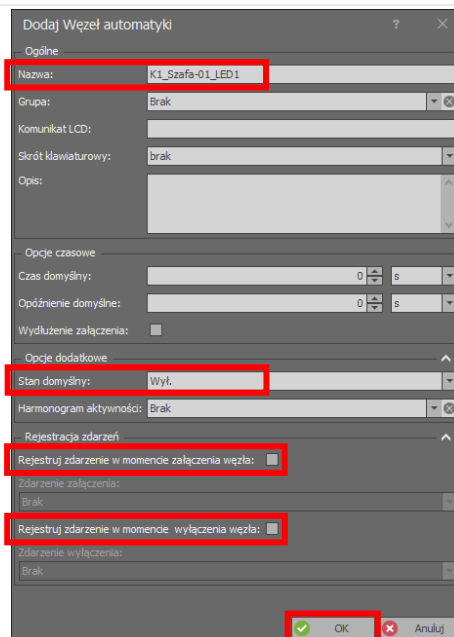 Dodaj Węzeł automatyki ?
Ogólne
Nazwa: K1_Szafa-01_LED1
Grupa: Brak
Komunikat LCD:
Skrót klawiaturowy: brak
Opis:
Opcje czasowe
Czas domyślny: 0 s
Opóźnienie domyślne: 0 s
Wydłużenie załączenia:
Opcje dodatkowe
Stan domyślny: Wył.
Harmonogram aktywności: Brak
Rejestracja zdarzeń
Rejestruj zdarzenie w momencie załączenia węzła:
Zdarzenie załączenia:
Brak
Rejestruj zdarzenie w momencie wyłączenia węzła:
Zdarzenie wyłączenia:
Brak
OK Anuluj